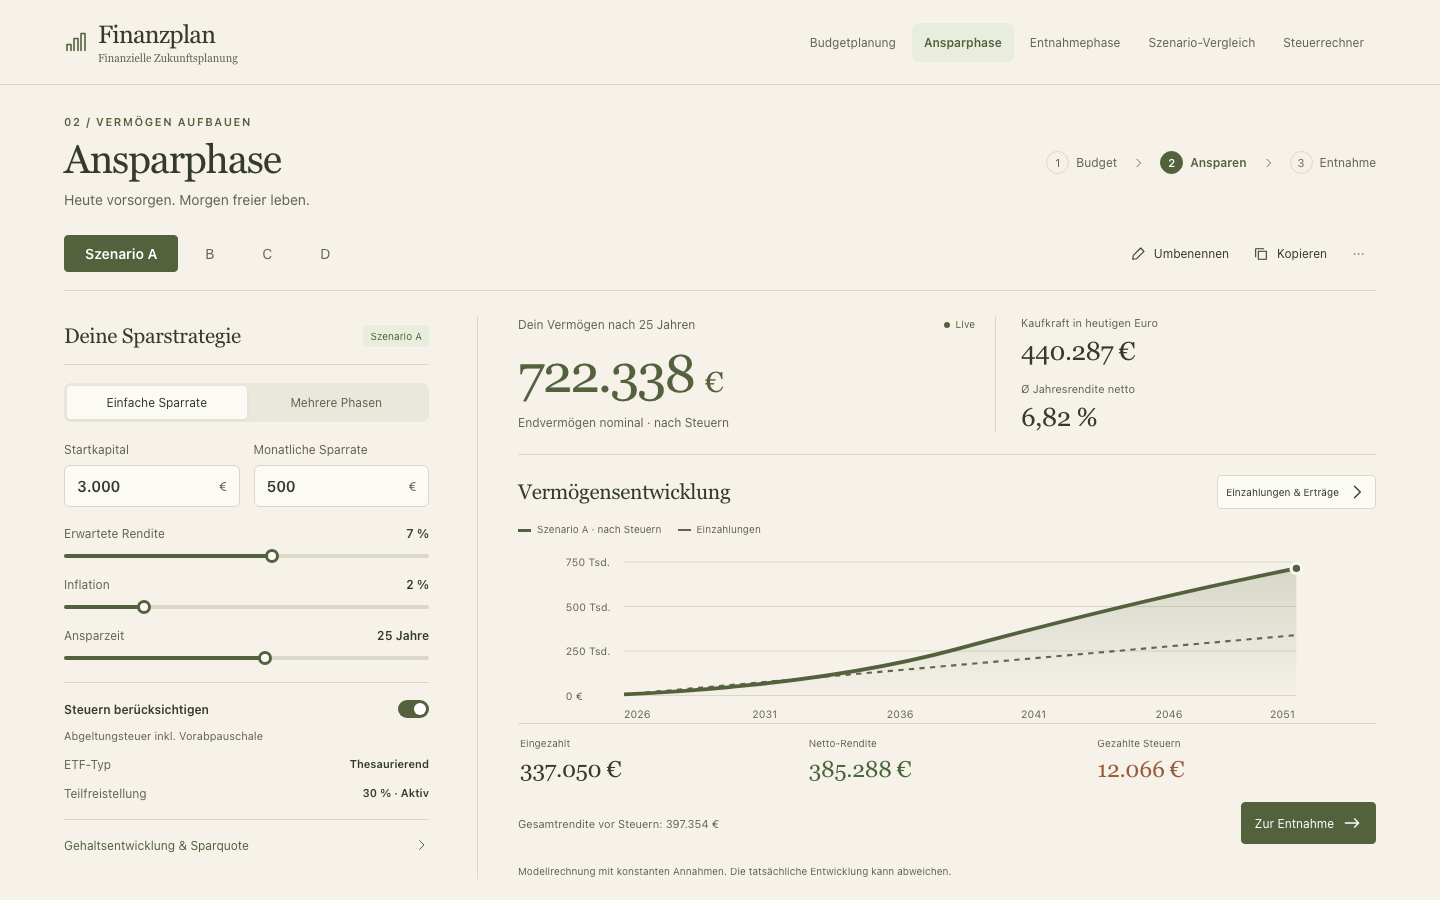 Finanzplan
Finanzielle Zukunftsplanung
Budgetplanung
Ansparphase
Entnahmephase
Szenario-Vergleich
Steuerrechner
02 / VERMÖGEN AUFBAUEN
Ansparphase
Heute vorsorgen. Morgen freier leben.
1 Budget
2 Ansparen
3 Entnahme
Szenario A
B
C
D
Umbenennen
Kopieren
···
Deine Sparstrategie
Szenario A
Einfache Sparrate
Mehrere Phasen
Startkapital
3.000 €
Monatliche Sparrate
500 €
Erwartete Rendite 7 %
Inflation 2 %
Ansparzeit 25 Jahre
Steuern berücksichtigen
Abgeltungsteuer inkl. Vorabpauschale
ETF-Typ Thesaurierend
Teilfreistellung 30 % · Aktiv
Gehaltsentwicklung & Sparquote
Dein Vermögen nach 25 Jahren
Live
722.338 €
Endvermögen nominal · nach Steuern
Kaufkraft in heutigen Euro
440.287 €
Ø Jahresrendite netto
6,82 %
Vermögensentwicklung
Einzahlungen & Erträge
Szenario A · nach Steuern
Einzahlungen
750 Tsd.
500 Tsd.
250 Tsd.
0 €
2026 2031 2036 2041 2046 2051
Eingezahlt
337.050 €
Netto-Rendite
385.288 €
Gezahlte Steuern
12.066 €
Gesamtrendite vor Steuern: 397.354 €
Zur Entnahme
Modellrechnung mit konstanten Annahmen. Die tatsächliche Entwicklung kann abweichen.